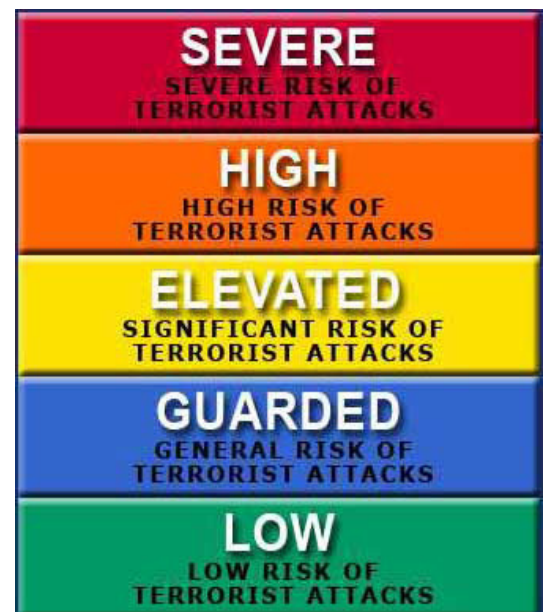 SEVERE
SEVERE RISK OF
TERRORIST ATTACKS
HIGH
HIGH RISK OF
TERRORIST ATTACKS
ELEVATED
SIGNIFICANT RISK OF
TERRORIST ATTACKS
GUARDED
GENERAL RISK OF
TERRORIST ATTACKS
LOW
LOW RISK OF
TERRORIST ATTACKS